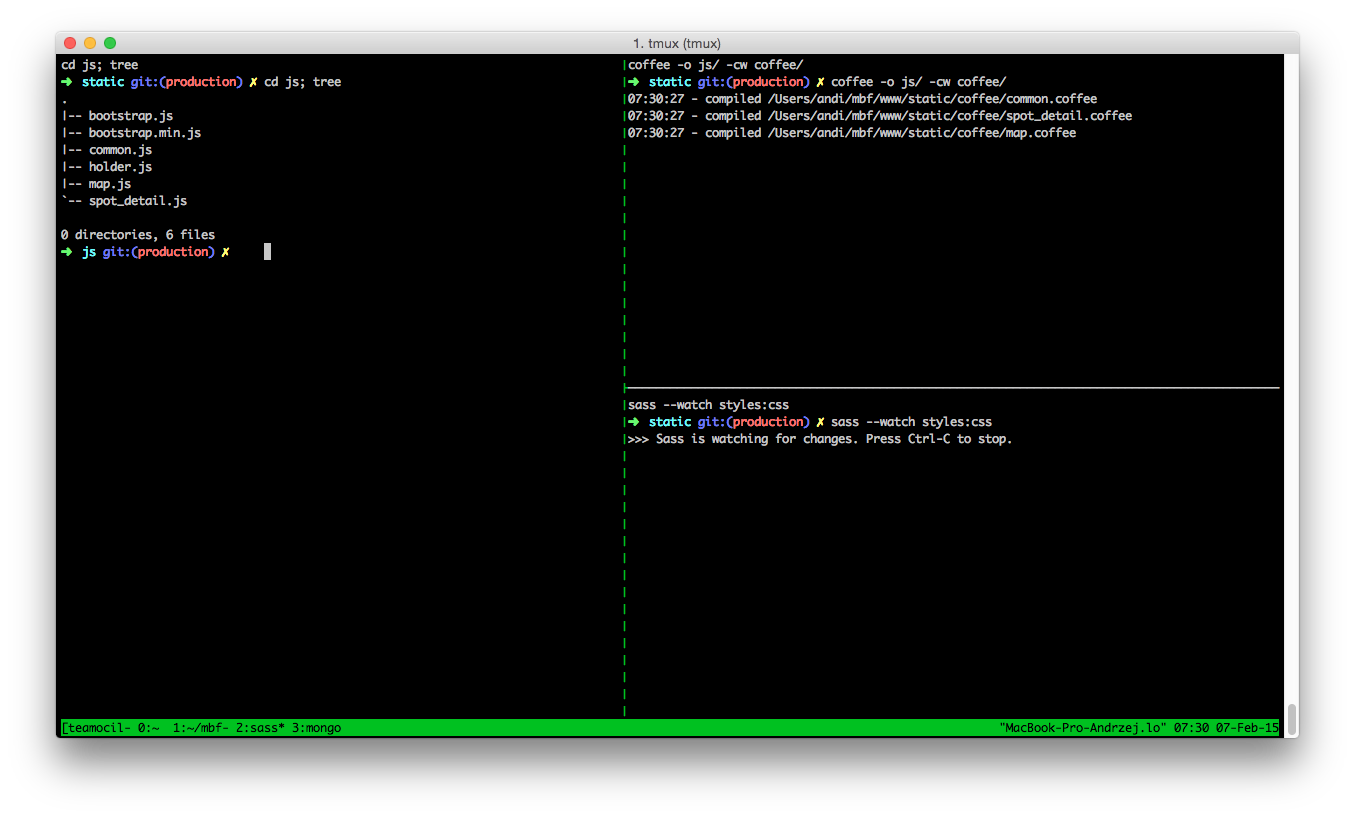 1. tmux (tmux)
cd js; tree
➜ static git:(production) ✗ cd js; tree
.
|-- bootstrap.js
|-- bootstrap.min.js
|-- common.js
|-- holder.js
|-- map.js
`-- spot_detail.js
0 directories, 6 files
➜ js git:(production) ✗
coffee -o js/ -cw coffee/
➜ static git:(production) ✗ coffee -o js/ -cw coffee/
07:30:27 - compiled /Users/andi/mbf/www/static/coffee/common.coffee
07:30:27 - compiled /Users/andi/mbf/www/static/coffee/spot_detail.coffee
07:30:27 - compiled /Users/andi/mbf/www/static/coffee/map.coffee
sass --watch styles:css
➜ static git:(production) ✗ sass --watch styles:css
>>> Sass is watching for changes. Press Ctrl-C to stop.
[teamocil- 0:~  1:~/mbf- 2:sass* 3:mongo "MacBook-Pro-Andrzej.lo" 07:30 07-Feb-15